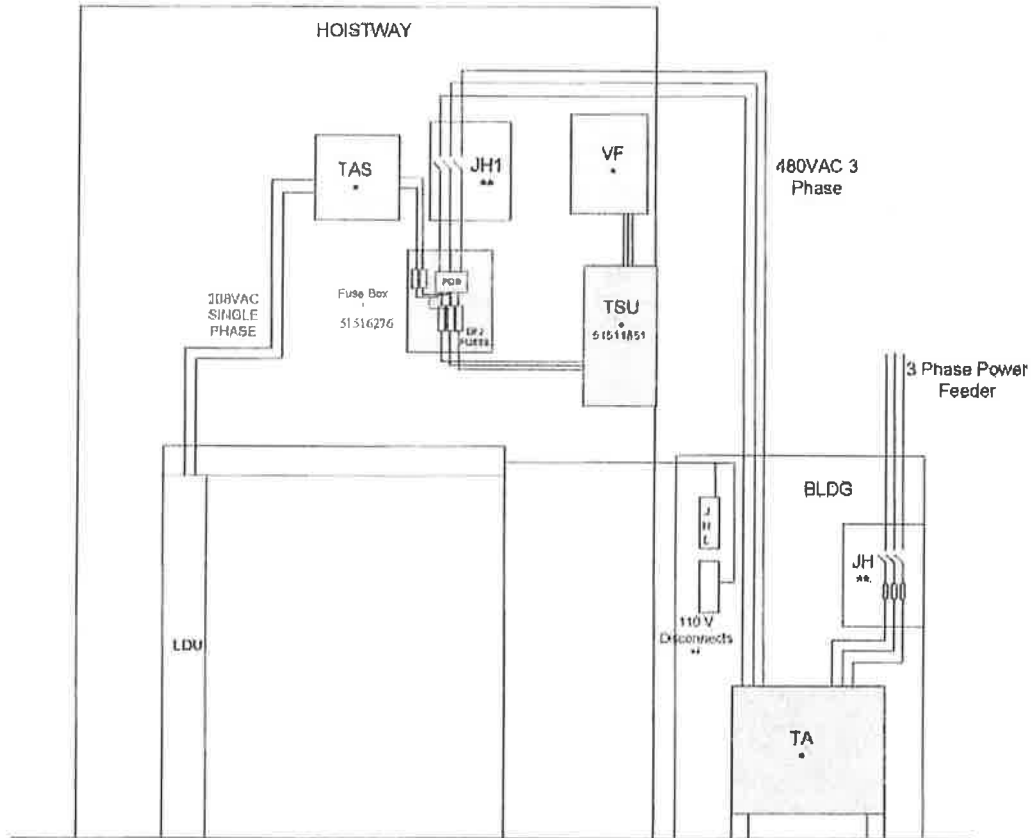 HOISTWAY
TAS
*
JH1
**
VF
*
480VAC 3
Phase
Fuse Box
*
51516276
PDB
FUSES
TSU
*
208VAC
SINGLE
PHASE
3 Phase Power
Feeder
BLDG
J
H
L
JH
**
110 V
Disconnects
**
LDU
TA
*